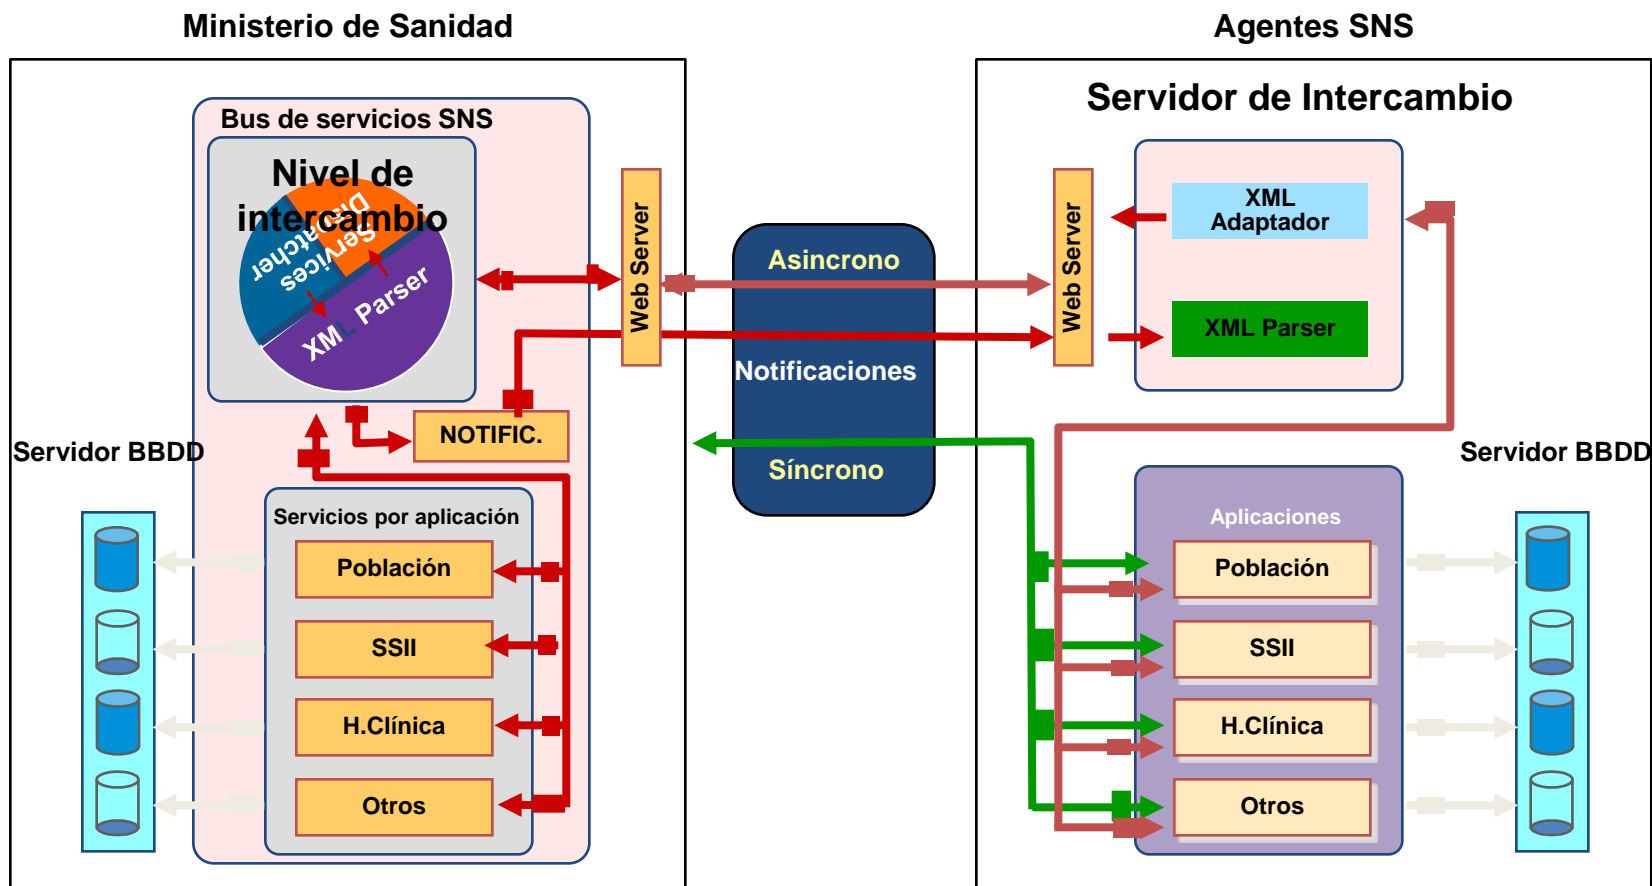 Ministerio de Sanidad
Agentes SNS
Bus de servicios SNS
Nivel de
intercambio
Services
Dispatcher
XML Parser
NOTIFIC.
Servidor BBDD
Servicios por aplicación
Población
SSII
H.Clínica
Otros
Web Server
Asincrono
Notificaciones
Síncrono
Servidor de Intercambio
Web Server
XML
Adaptador
XML Parser
Servidor BBDD
Aplicaciones
Población
SSII
H.Clínica
Otros